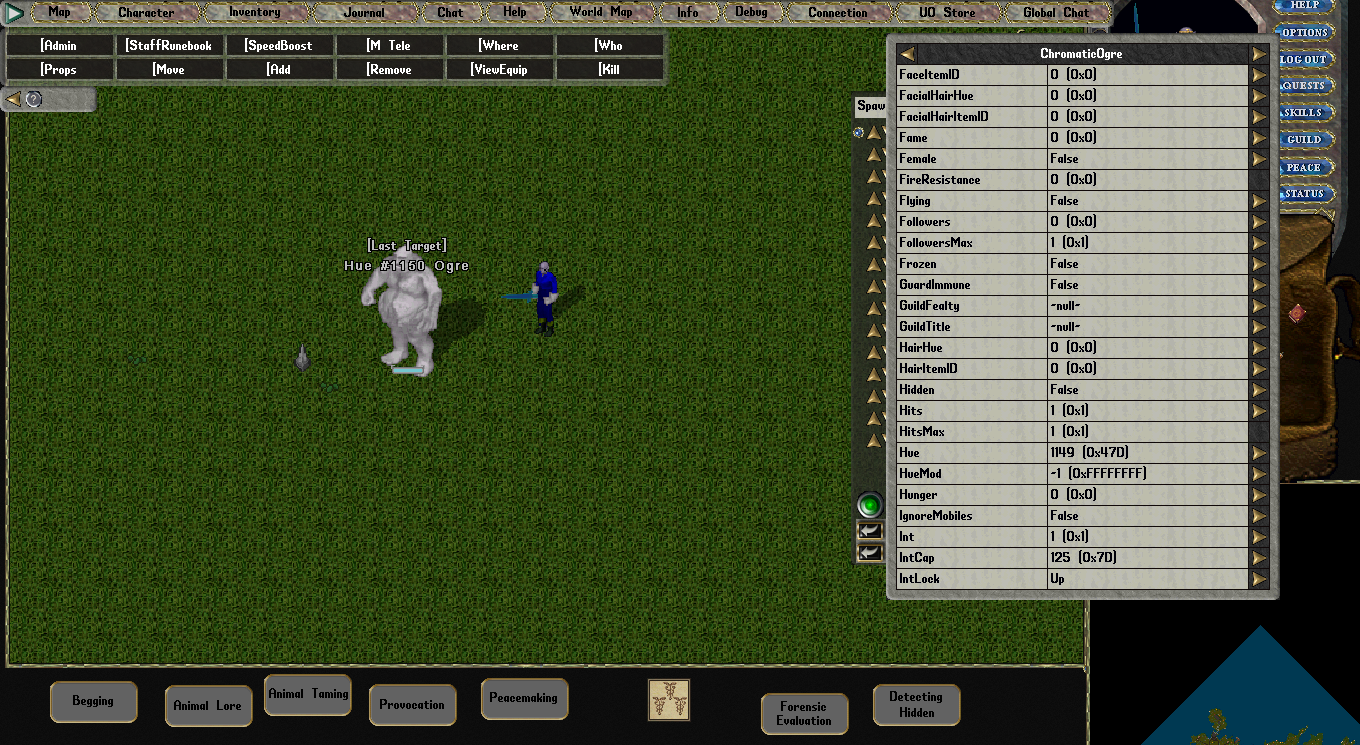 Map Character Inventory Journal Chat Help World Map Info Debug Connection UO Store Global Chat
[Admin [StaffRunebook [SpeedBoost [M Tele [Where [Who
[Props [Move [Add [Remove [ViewEquip [Kill
?
HELP
OPTIONS
LOG OUT
QUESTS
SKILLS
GUILD
PEACE
STATUS
Spaw
ChromaticOgre
FaceItemID 0 (0x0)
FacialHairHue 0 (0x0)
FacialHairItemID 0 (0x0)
Fame 0 (0x0)
Female False
FireResistance 0 (0x0)
Flying False
Followers 0 (0x0)
FollowersMax 1 (0x1)
Frozen False
GuardImmune False
GuildFealty -null-
GuildTitle -null-
HairHue 0 (0x0)
HairItemID 0 (0x0)
Hidden False
Hits 1 (0x1)
HitsMax 1 (0x1)
Hue 1149 (0x47D)
HueMod -1 (0xFFFFFFFF)
Hunger 0 (0x0)
IgnoreMobiles False
Int 1 (0x1)
IntCap 125 (0x7D)
IntLock Up
[Last Target]
Hue #1150 Ogre
Begging
Animal Lore
Animal Taming
Provocation
Peacemaking
Forensic
Evaluation
Detecting
Hidden